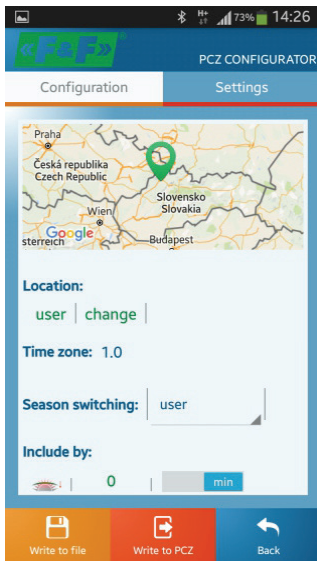 H+ 73% 14:26
«F&F»
PCZ CONFIGURATOR
Configuration Settings
Praha
Česká republika
Czech Republic
Slovensko
Slovakia
Wien
Google
sterreich
Budapest
Location:
user change
Time zone: 1.0
Season switching: user
Include by:
0 min
Write to file Write to PCZ Back